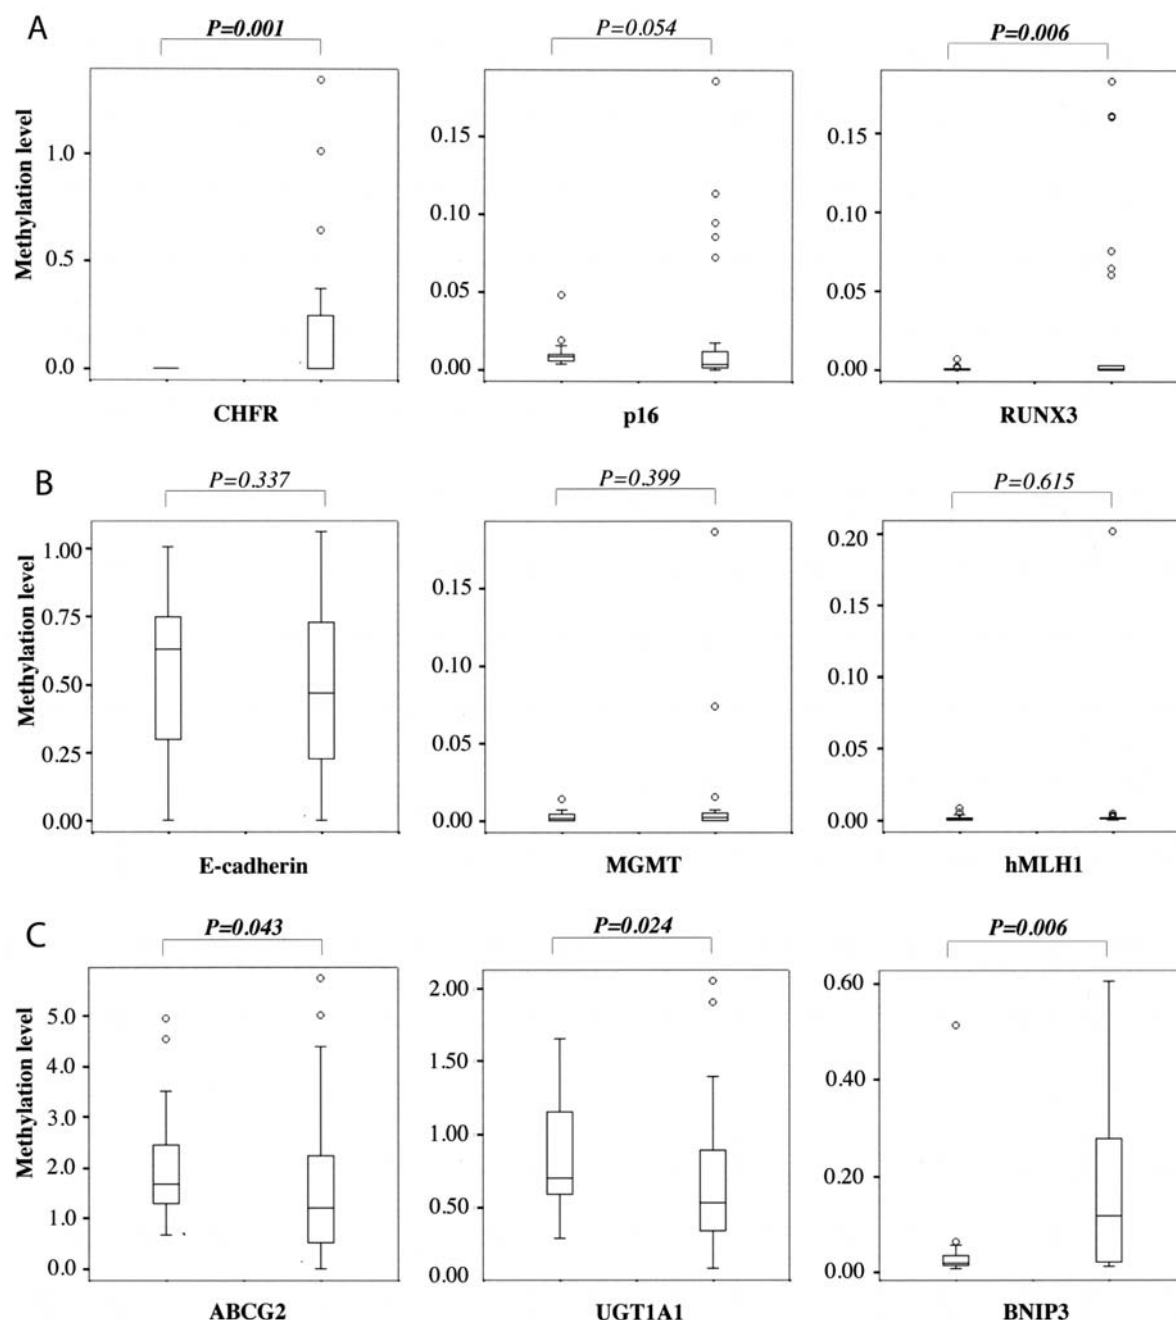 A
P=0.001
P=0.054
P=0.006
Methylation level
1.0
0.5
0.0
0.15
0.10
0.05
0.00
0.15
0.10
0.05
0.00
CHFR
p16
RUNX3
B
P=0.337
P=0.399
P=0.615
Methylation level
1.00
0.75
0.50
0.25
0.00
0.15
0.10
0.05
0.00
0.20
0.15
0.10
0.05
0.00
E-cadherin
MGMT
hMLH1
C
P=0.043
P=0.024
P=0.006
Methylation level
5.0
4.0
3.0
2.0
1.0
0.0
2.00
1.50
1.00
0.50
0.00
0.60
0.40
0.20
0.00
ABCG2
UGT1A1
BNIP3